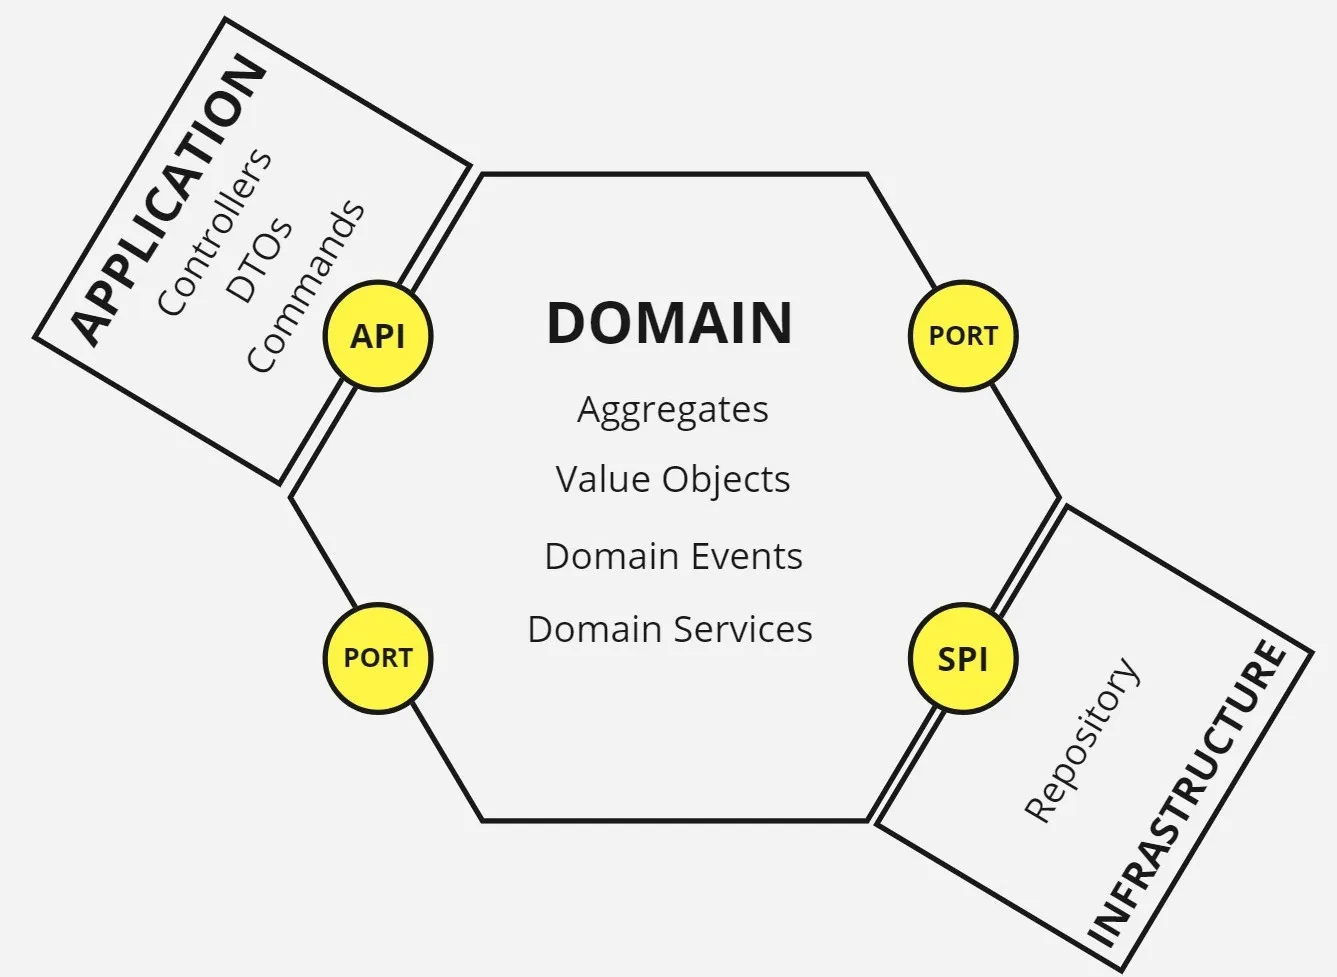 APPLICATION
Controllers
DTOs
Commands
API
PORT
DOMAIN
Aggregates
Value Objects
Domain Events
Domain Services
PORT
SPI
Repository
INFRASTRUCTURE